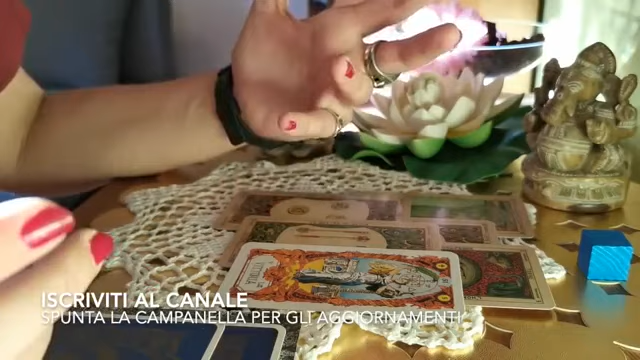 ISCRIVITI AL CANALE
SPUNTA LA CAMPANELLA PER GLI AGGIORNAMENTI